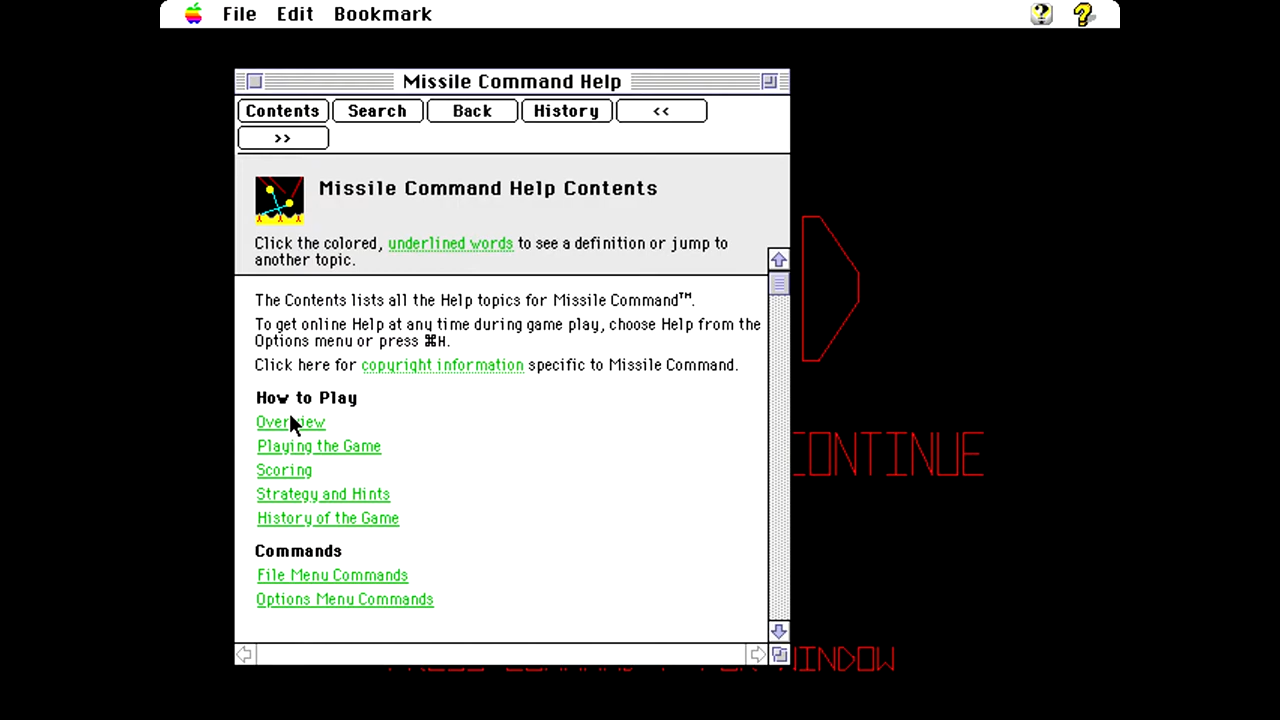 File Edit Bookmark
Missile Command Help
Contents Search Back History <<
>>
Missile Command Help Contents
Click the colored, underlined words to see a definition or jump to
another topic.
The Contents lists all the Help topics for Missile Command™.
To get online Help at any time during game play, choose Help from the
Options menu or press ⌘H.
Click here for copyright information specific to Missile Command.
How to Play
Overview
Playing the Game
Scoring
Strategy and Hints
History of the Game
Commands
File Menu Commands
Options Menu Commands
CONTINUE
WINDOW